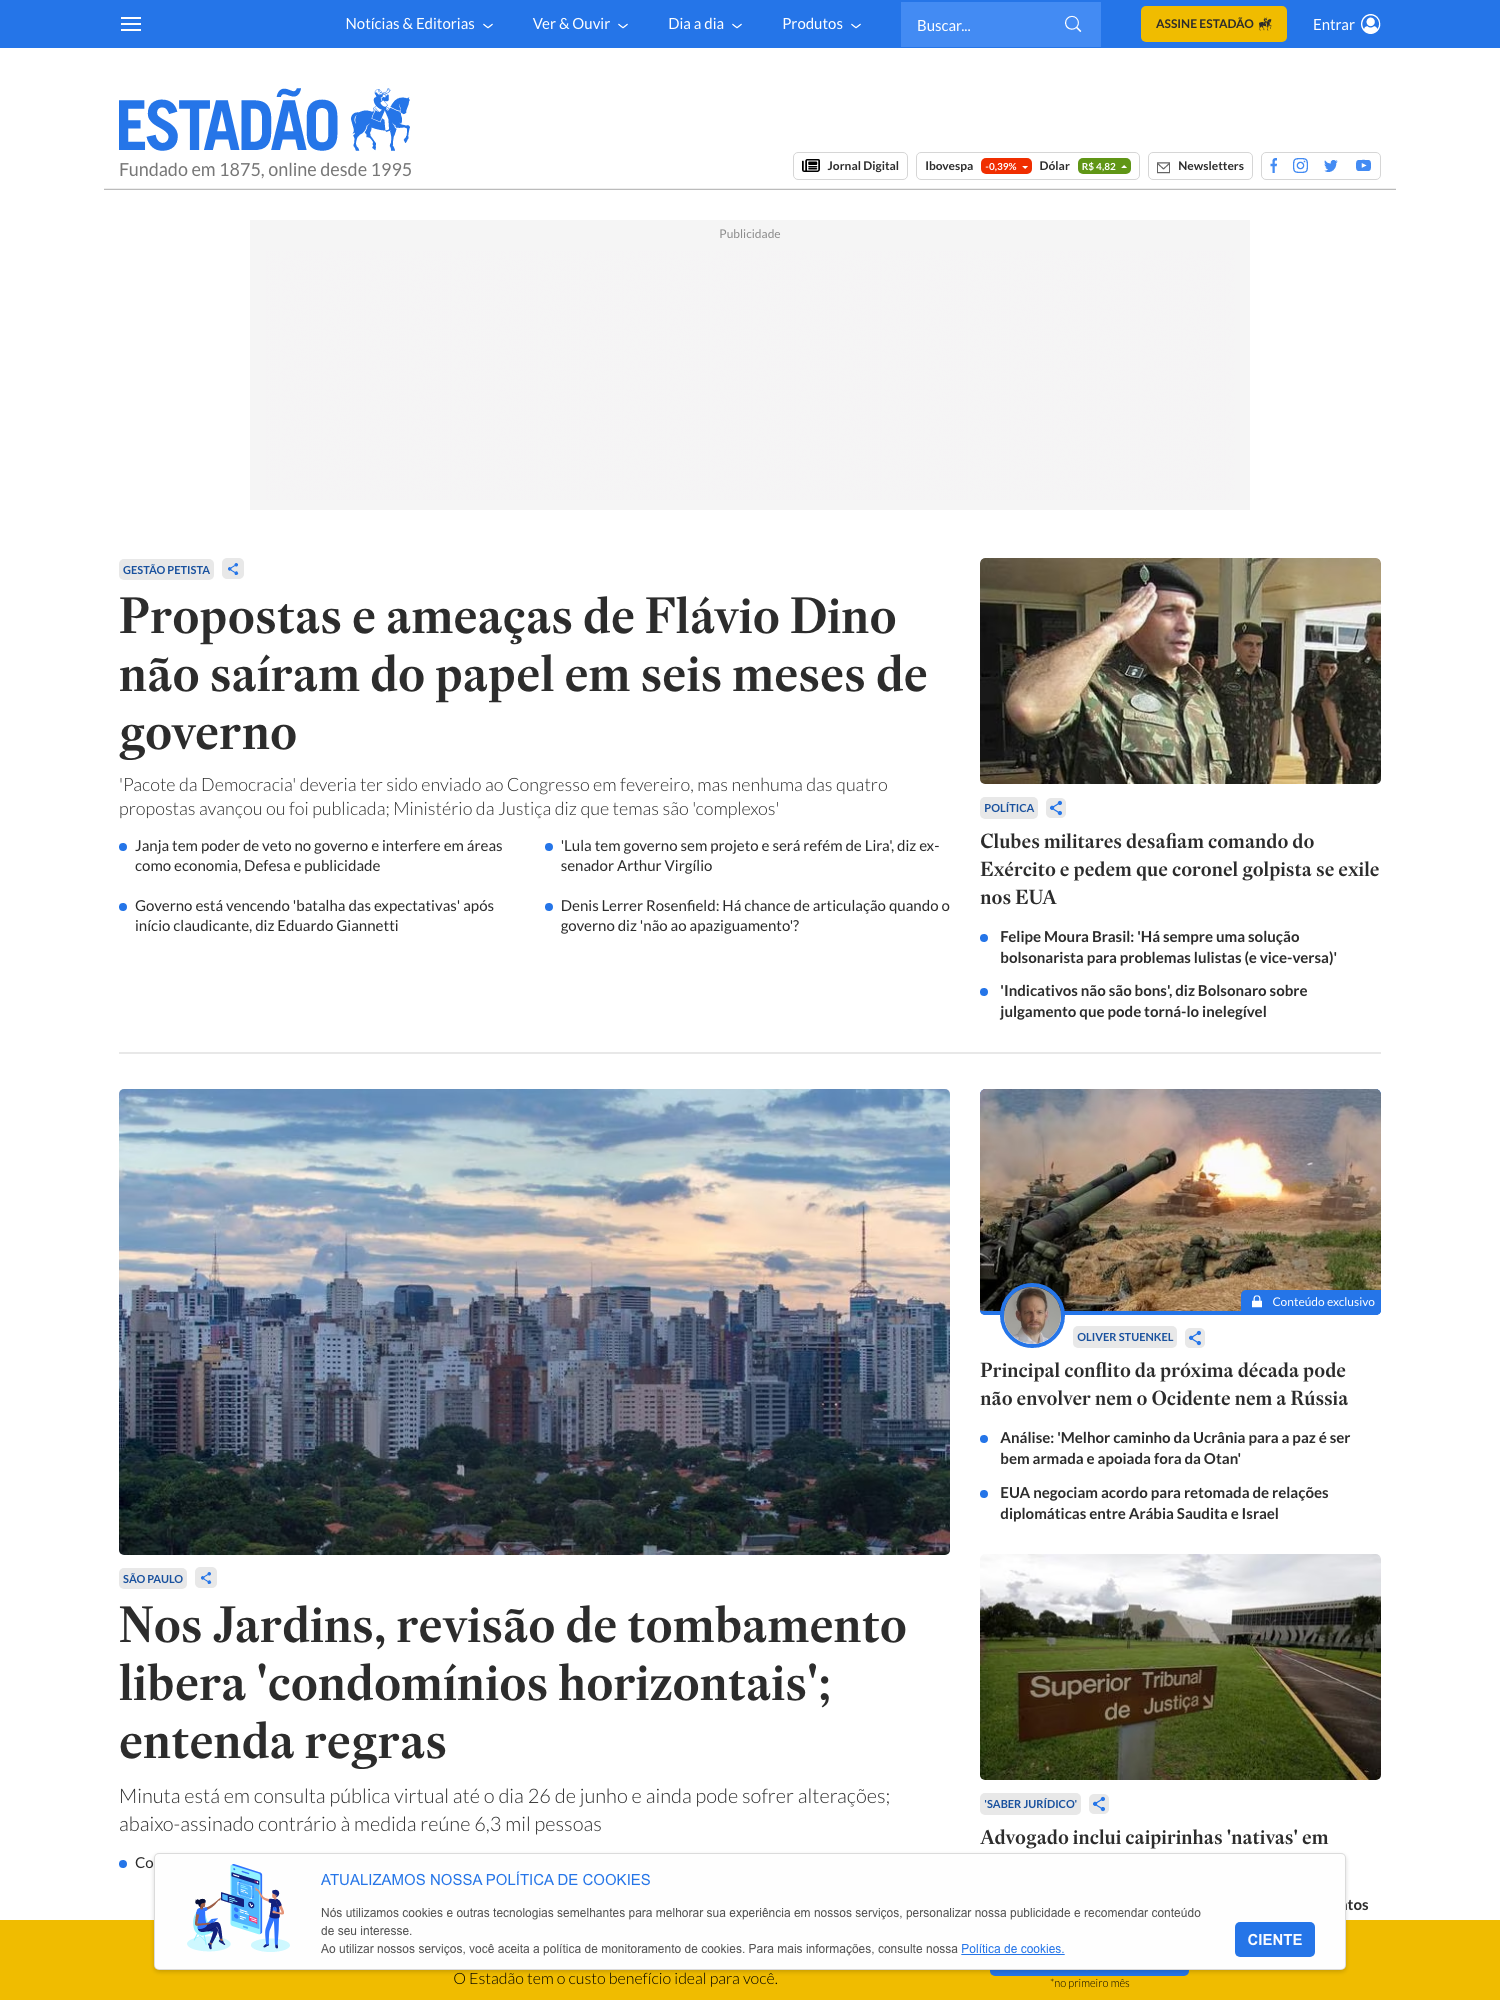 Notícias & Editorias
Ver & Ouvir
Dia a dia
Produtos
Buscar...
ASSINE ESTADÃO
Entrar
ESTADÃO
Fundado em 1875, online desde 1995
Jornal Digital
Ibovespa -0,39% Dólar R$ 4,82
Newsletters
Publicidade
GESTÃO PETISTA
Propostas e ameaças de Flávio Dino
não saíram do papel em seis meses de
governo
'Pacote da Democracia' deveria ter sido enviado ao Congresso em fevereiro, mas nenhuma das quatro
propostas avançou ou foi publicada; Ministério da Justiça diz que temas são 'complexos'
Janja tem poder de veto no governo e interfere em áreas
como economia, Defesa e publicidade
'Lula tem governo sem projeto e será refém de Lira', diz ex-
senador Arthur Virgílio
Governo está vencendo 'batalha das expectativas' após
início claudicante, diz Eduardo Giannetti
Denis Lerrer Rosenfield: Há chance de articulação quando o
governo diz 'não ao apaziguamento'?
POLÍTICA
Clubes militares desafiam comando do
Exército e pedem que coronel golpista se exile
nos EUA
Felipe Moura Brasil: 'Há sempre uma solução
bolsonarista para problemas lulistas (e vice-versa)'
'Indicativos não são bons', diz Bolsonaro sobre
julgamento que pode torná-lo inelegível
SÃO PAULO
Nos Jardins, revisão de tombamento
libera 'condomínios horizontais';
entenda regras
Minuta está em consulta pública virtual até o dia 26 de junho e ainda pode sofrer alterações;
abaixo-assinado contrário à medida reúne 6,3 mil pessoas
Co
Conteúdo exclusivo
OLIVER STUENKEL
Principal conflito da próxima década pode
não envolver nem o Ocidente nem a Rússia
Análise: 'Melhor caminho da Ucrânia para a paz é ser
bem armada e apoiada fora da Otan'
EUA negociam acordo para retomada de relações
diplomáticas entre Arábia Saudita e Israel
Superior Tribunal
de Justiça
'SABER JURÍDICO'
Advogado inclui caipirinhas 'nativas' em
tos
ATUALIZAMOS NOSSA POLÍTICA DE COOKIES
Nós utilizamos cookies e outras tecnologias semelhantes para melhorar sua experiência em nossos serviços, personalizar nossa publicidade e recomendar conteúdo
de seu interesse.
Ao utilizar nossos serviços, você aceita a política de monitoramento de cookies. Para mais informações, consulte nossa Política de cookies.
CIENTE
O Estadão tem o custo benefício ideal para você.
*no primeiro mês